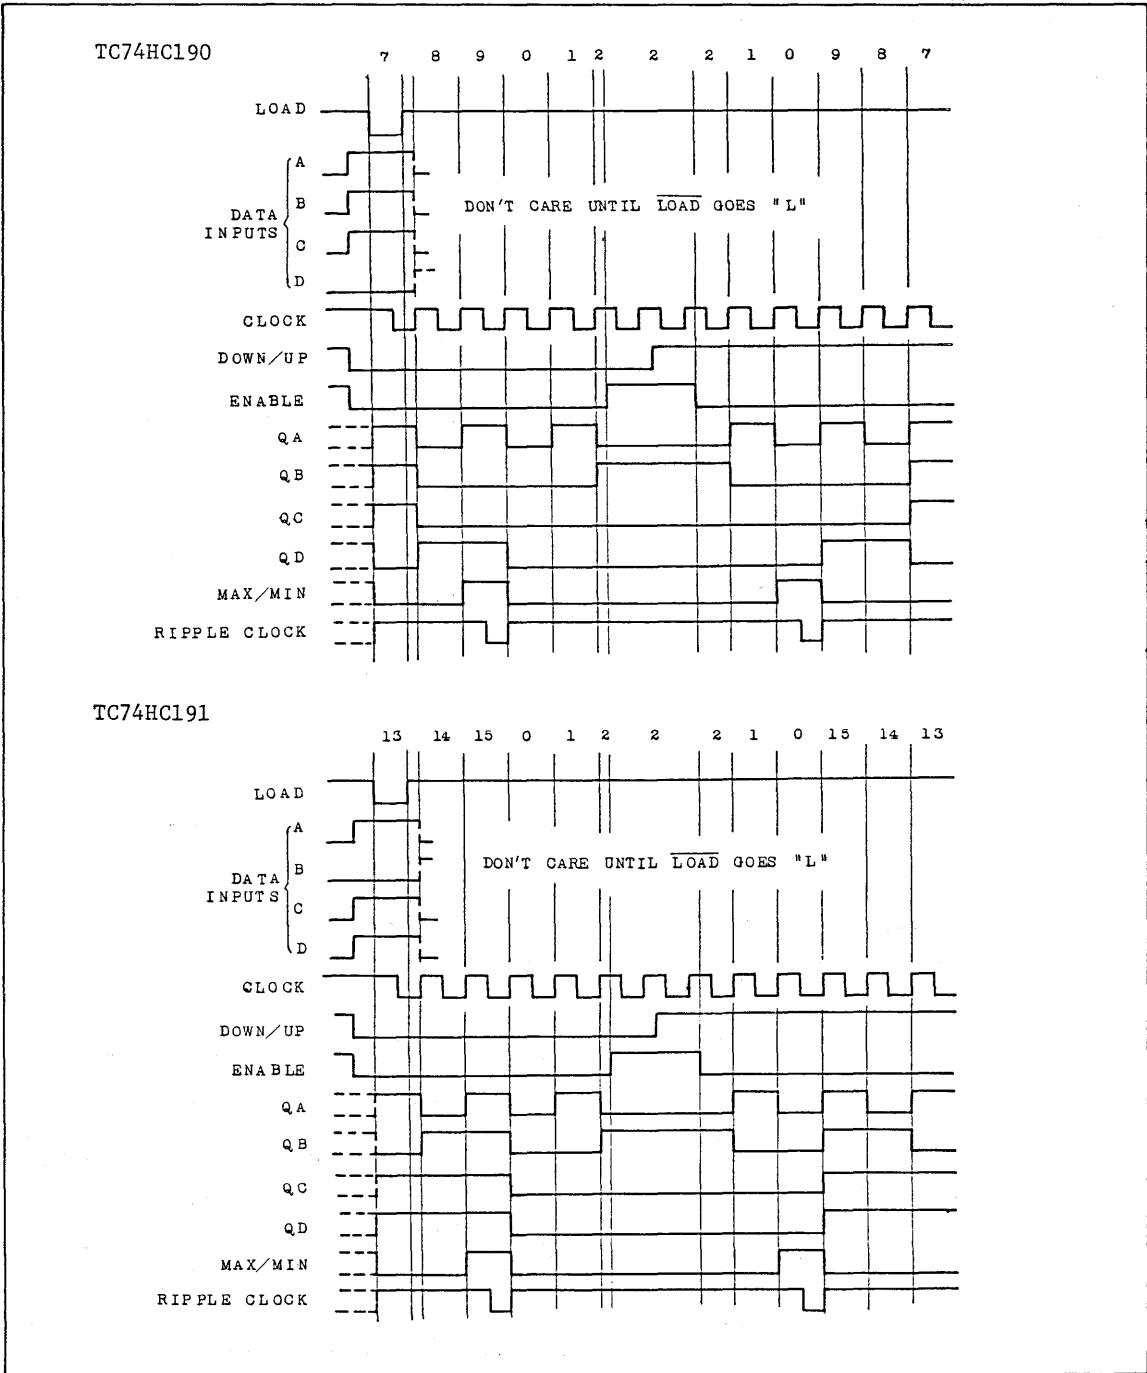 TC74HC190
7 8 9 0 1 2 2 2 1 0 9 8 7
LOAD
A
B
DON'T CARE UNTIL LOAD GOES "L"
DATA
INPUTS
C
D
CLOCK
DOWN/UP
ENABLE
QA
QB
QC
QD
MAX/MIN
RIPPLE CLOCK
TC74HC191
13 14 15 0 1 2 2 2 1 0 15 14 13
LOAD
A
DON'T CARE UNTIL LOAD GOES "L"
B
DATA
INPUTS
C
D
CLOCK
DOWN/UP
ENABLE
QA
QB
QC
QD
MAX/MIN
RIPPLE CLOCK